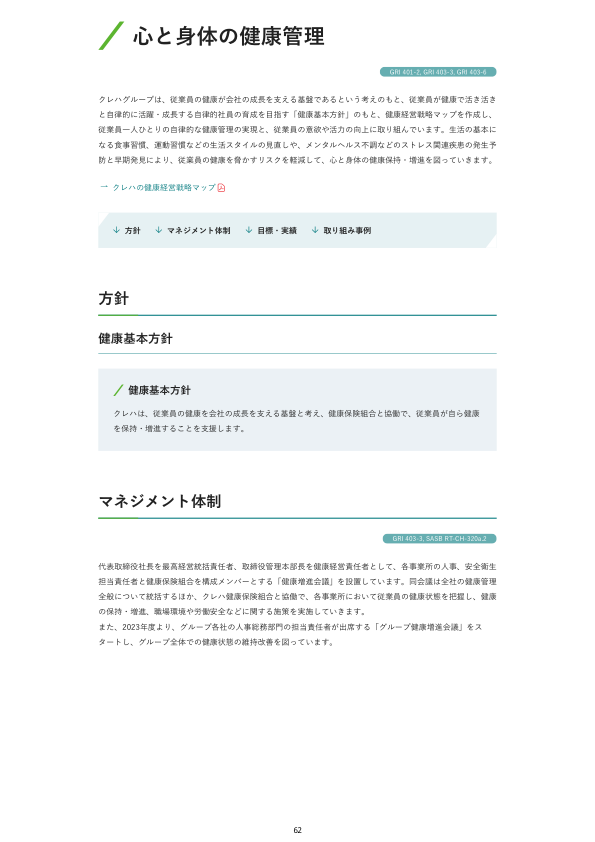 心と身体の健康管理
GRI 401-2, GRI 403-3, GRI 403-6
クレハグループは、従業員の健康が会社の成長を支える基盤であるという考えのもと、従業員が健康で活き活き
と自律的に活躍・成長する自律的社員の育成を目指す「健康基本方針」のもと、健康経営戦略マップを作成し、
従業員一人ひとりの自律的な健康管理の実現と、従業員の意欲や活力の向上に取り組んでいます。生活の基本に
なる食事習慣、運動習慣などの生活スタイルの見直しや、メンタルヘルス不調などのストレス関連疾患の発生予
防と早期発見により、従業員の健康を脅かすリスクを軽減して、心と身体の健康保持・増進を図っていきます。
→ クレハの健康経営戦略マップ
↓ 方針 ↓ マネジメント体制 ↓ 目標・実績 ↓ 取り組み事例
方針
健康基本方針
健康基本方針
クレハは、従業員の健康を会社の成長を支える基盤と考え、健康保険組合と協働で、従業員が自ら健康
を保持・増進することを支援します。
マネジメント体制
GRI 403-3, SASB RT-CH-320a.2
代表取締役社長を最高経営統括責任者、取締役管理本部長を健康経営責任者として、各事業所の人事、安全衛生
担当責任者と健康保険組合を構成メンバーとする「健康増進会議」を設置しています。同会議は全社の健康管理
全般について統括するほか、クレハ健康保険組合と協働で、各事業所において従業員の健康状態を把握し、健康
の保持・増進、職場環境や労働安全などに関する施策を実施していきます。
また、2023年度より、グループ各社の人事総務部門の担当責任者が出席する「グループ健康増進会議」をス
タートし、グループ全体での健康状態の維持改善を図っています。
62